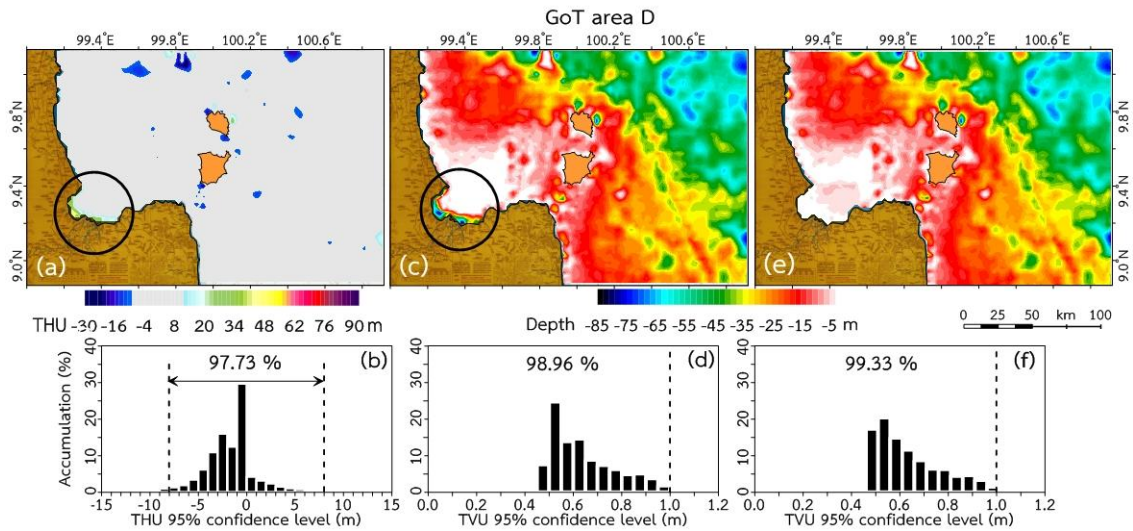 GoT area D
99.4°E 99.8°E 100.2°E 100.6°E
99.4°E 99.8°E 100.2°E 100.6°E
99.4°E 99.8°E 100.2°E 100.6°E
9.8°N
9.4°N
9.0°N
9.8°N
9.4°N
9.0°N
(a)
(c)
(e)
THU -30 -16 -4 8 20 34 48 62 76 90 m
Depth -85 -75 -65 -55 -45 -35 -25 -15 -5 m
0 25 50 km 100
Accumulation (%)
0 10 20 30 40
97.73 %
(b)
-15 -10 -5 0 5 10 15
THU 95% confidence level (m)
0 10 20 30 40
98.96 %
(d)
0.0 0.2 0.4 0.6 0.8 1.0 1.2
TVU 95% confidence level (m)
0 10 20 30 40
99.33 %
(f)
0.0 0.2 0.4 0.6 0.8 1.0 1.2
TVU 95% confidence level (m)